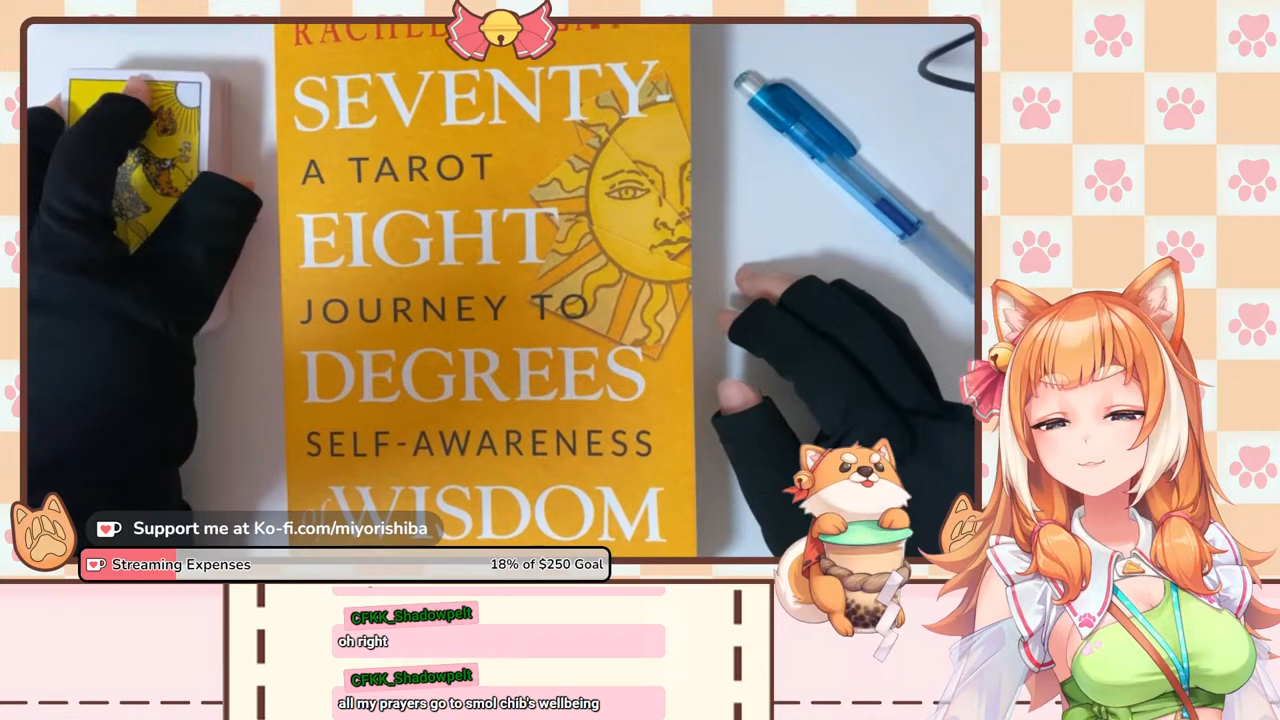 SEVENTY-
A TAROT
EIGHT
JOURNEY TO
DEGREES
SELF-AWARENESS
of WISDOM
Support me at Ko-fi.com/miyorishiba
Streaming Expenses 18% of $250 Goal
CFKK_Shadowpelt
oh right
CFKK_Shadowpelt
all my prayers go to smol chib's wellbeing